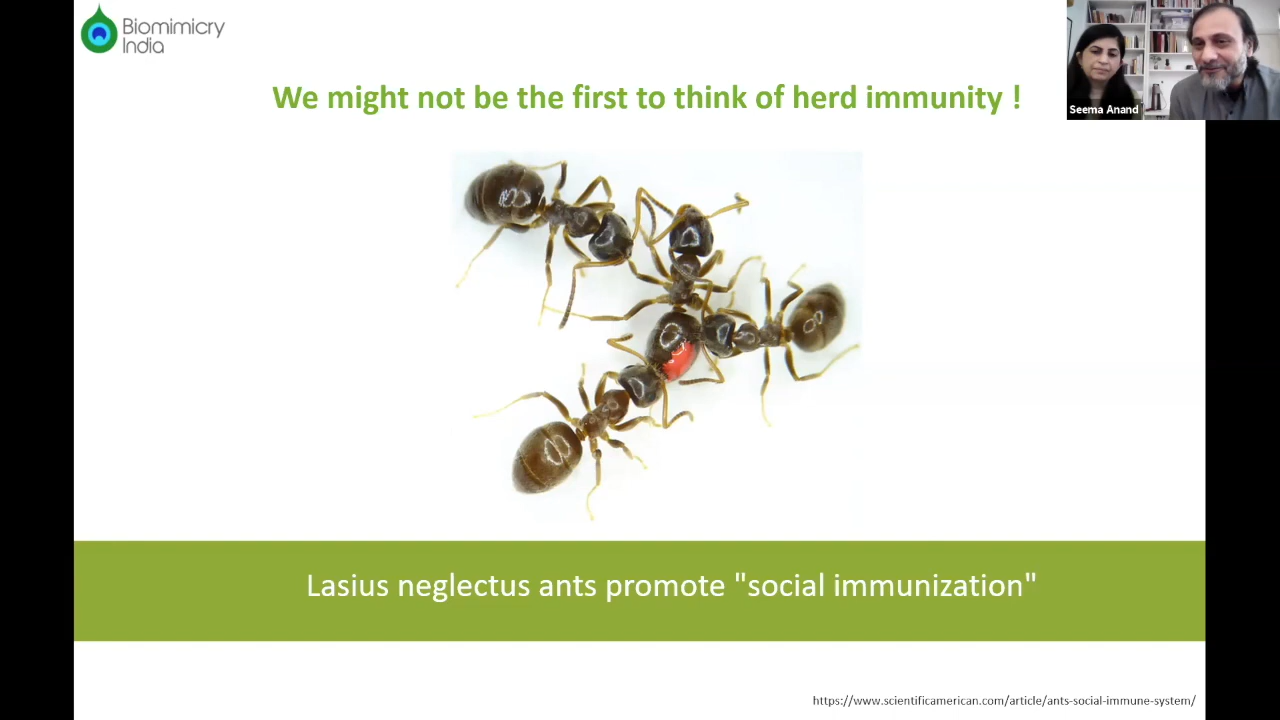 Biomimicry
India
We might not be the first to think of herd immunity !
Seema Anand
Lasius neglectus ants promote "social immunization"
https://www.scientificamerican.com/article/ants-social-immune-system/